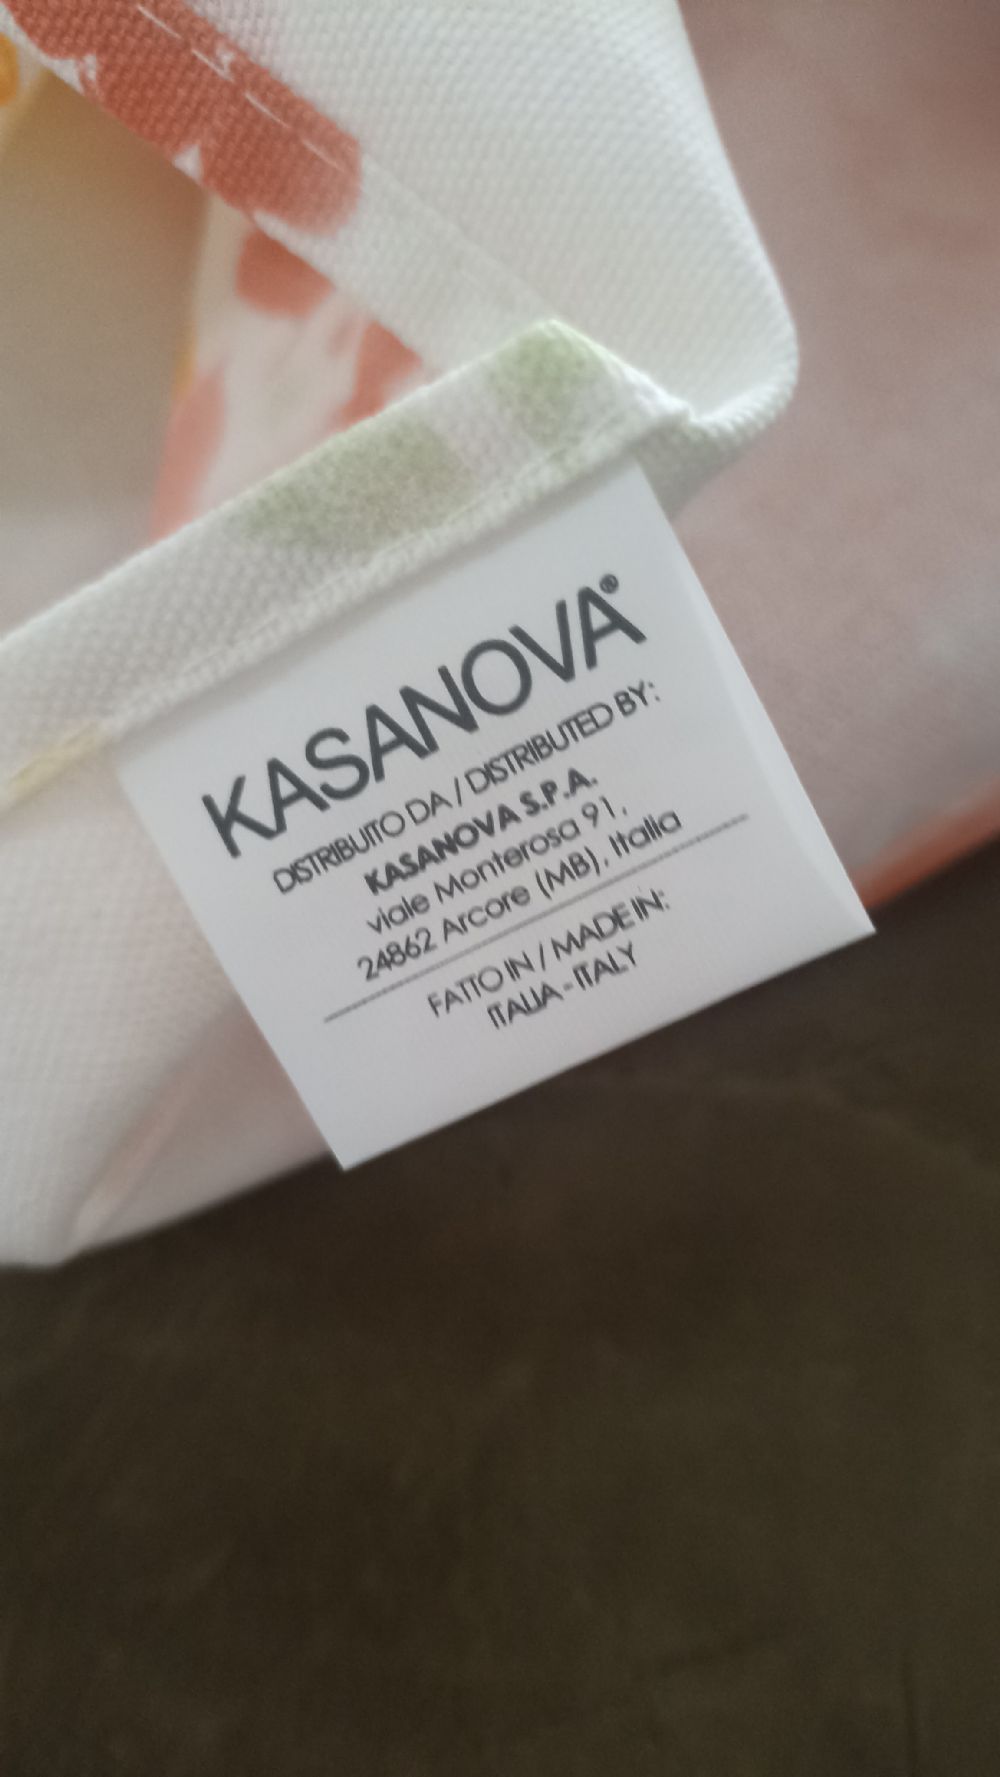 KASANOVA®
DISTRIBUITO DA / DISTRIBUTED BY:
KASANOVA S.P.A.
viale Monterosa 91,
24862 Arcore (MB), Italia
FATTO IN / MADE IN:
ITALIA - ITALY